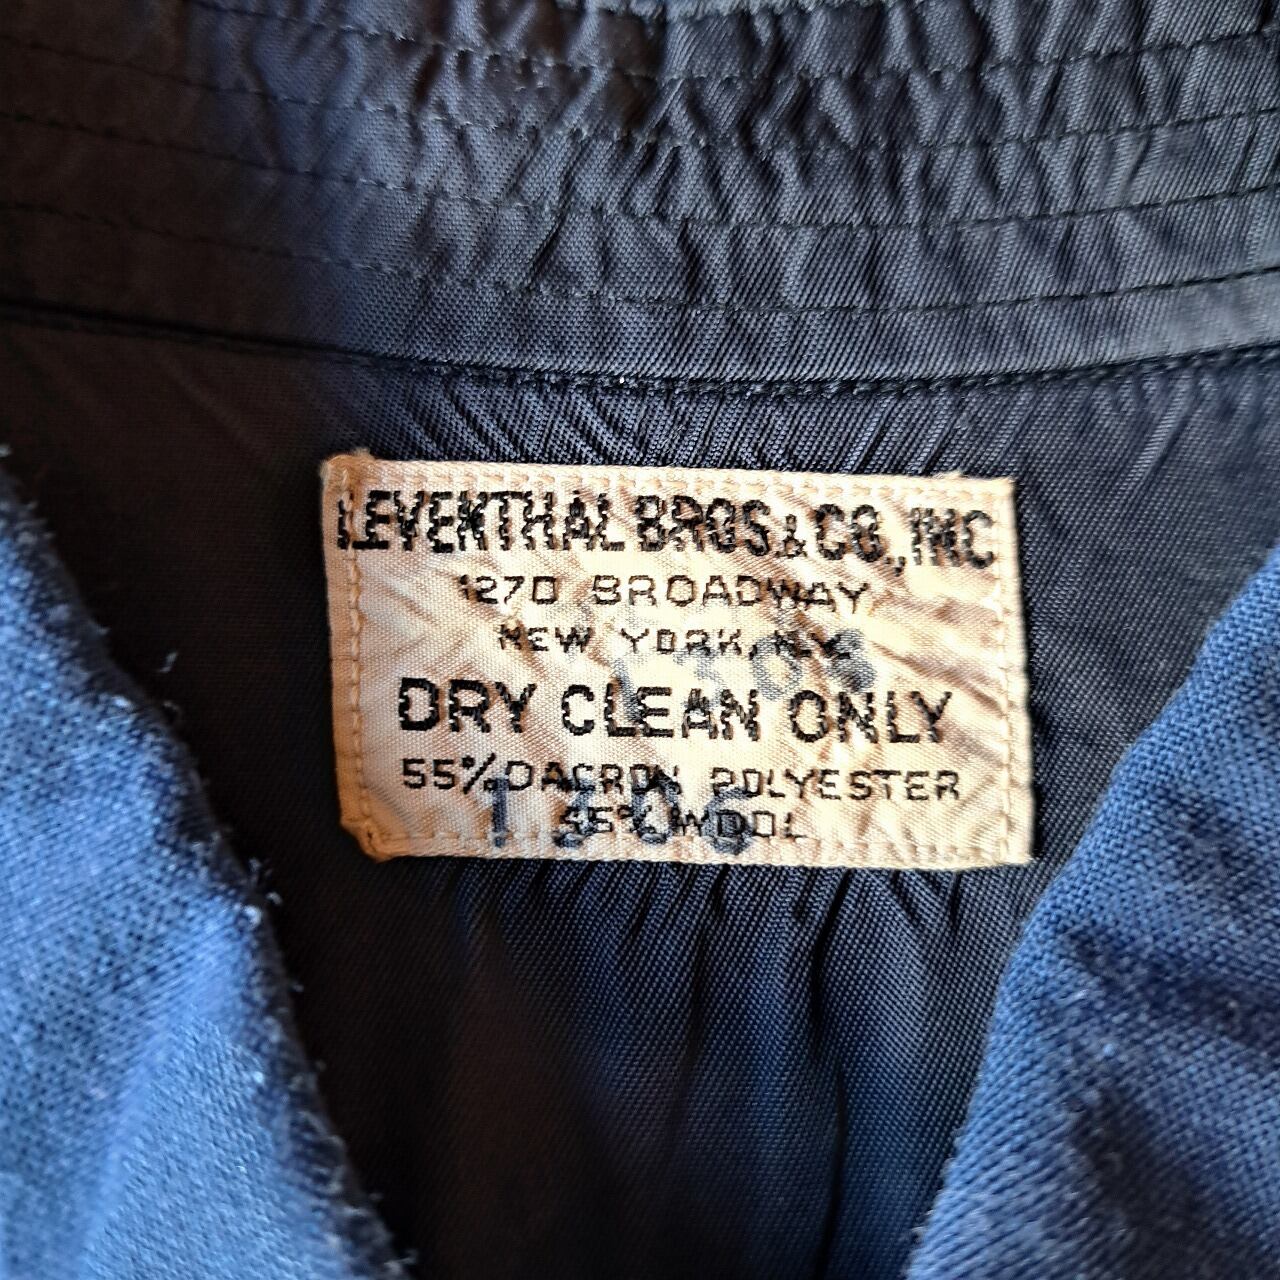 LEVENTHAL BROS. & CO., INC
1270 BROADWAY
NEW YORK, N.Y.
DRY CLEAN ONLY
55% DACRON POLYESTER
45% WOOL